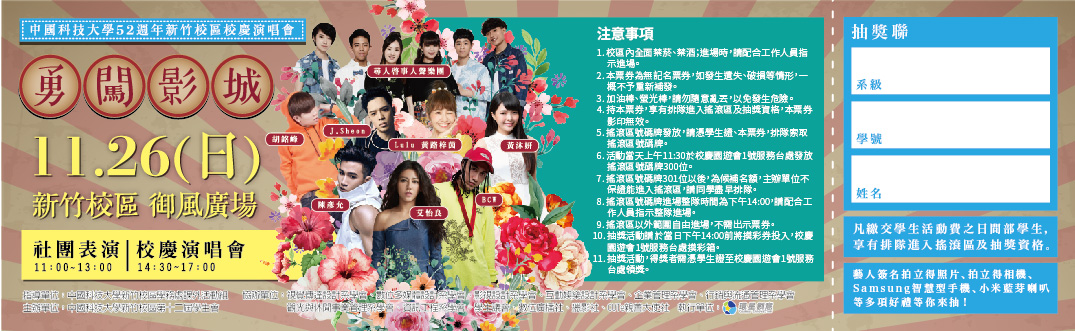 中國科技大學52週年新竹校區校慶演唱會
勇闖影城
11.26(日)
新竹校區 御風廣場
社團表演 校慶演唱會
11:00~13:00 14:30~17:00
尋人啓事人聲樂團
胡鎧峰
J.Sheon
Lulu 黃路梓茵
黃沐妍
陳彥允
艾怡良
BCW
注意事項
1.校區內全面禁菸、禁酒;進場時,請配合工作人員指
示進場。
2.本票券為無記名票券,如發生遺失、破損等情形,一
概不予重新補發。
3.加油棒、螢光棒,請勿隨意亂丟,以免發生危險。
4.持本票券,享有排隊進入搖滾區及抽獎資格,本票券
影印無效。
5.搖滾區號碼牌發放,請憑學生證、本票券,排隊索取
搖滾區號碼牌。
6.活動當天上午11:30於校慶園遊會1號服務台處發放
搖滾區號碼牌300位。
7.搖滾區號碼牌301位以後,為候補名額,主辦單位不
保證能進入搖滾區,請同學盡早排隊。
8.搖滾區號碼牌進場整隊時間為下午14:00,請配合工
作人員指示整隊進場。
9.搖滾區以外範圍自由進場,不需出示票券。
10.抽獎活動請於當日下午14:00前將摸彩券投入,校慶
園遊會1號服務台處摸彩箱。
11.抽獎活動,得獎者需憑學生證至校慶園遊會1號服務
台處領獎。
抽獎聯
系級
學號
姓名
凡繳交學生活動費之日間部學生,
享有排隊進入搖滾區及抽獎資格。
藝人簽名拍立得照片、拍立得相機、
Samsung智慧型手機、小米藍芽喇叭
等多項好禮等你來抽!